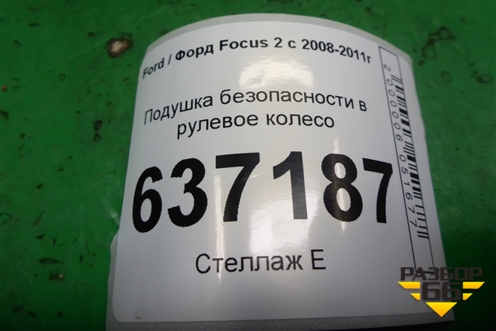 Ford / Форд Focus 2 с 2008-2011г
Подушка безопасности в
рулевое колесо
637187
Стеллаж Е
РАЗБОР
66